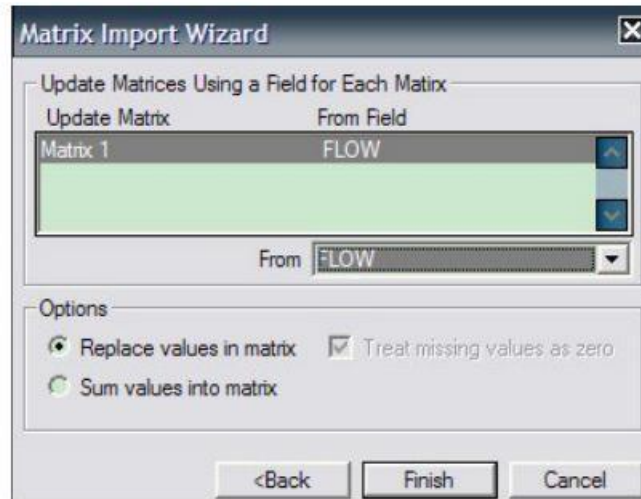 Matrix Import Wizard
Update Matrices Using a Field for Each Matirx
Update Matrix From Field
Matrix 1 FLOW
From FLOW
Options
Replace values in matrix Treat missing values as zero
Sum values into matrix
<Back Finish Cancel